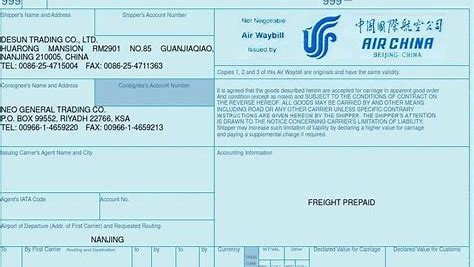 999
999
Shipper's Name and Address
Shipper's Account Number
Not Negotiable
Air Waybill
Issued by
中国国際航空公司
AIR CHINA
BEIJING CHINA
DESUN TRADING CO., LTD.
HUARONG MANSION RM2901 NO.85 GUANJIAQIAO,
NANJING 210005, CHINA
TEL: 0086-25-4715004 FAX: 0086-25-4711363
Copies 1, 2 and 3 of this Air Waybill are originals and have the same validity.
Consignee's Name and Address
Consignee's Account Number
It is agreed that the goods described herein are accepted for carriage in apparent good order
AND condition (except as noted) and SUBJECT TO THE CONDITIONS OF CONTRACT ON
THE REVERSE HEREOF. ALL GOODS MAY BE CARRIED BY AND OTHER MEANS
INCLUDING ROAD OR ANY OTHER CARRIER UNLESS SPECIFIC CONTRARY
INSTRUCTIONS ARE GIVEN HEREON BY THE SHIPPER. THE SHIPPER'S ATTENTION
IS DRAWN TO THE NOTICE CONCERNING CARRIER'S LIMITATION OF LIABILITY.
Shipper may increase such limitation of liability by declaring a higher value for carriage
and paying a supplemental charge if required.
NEO GENERAL TRADING CO.
P.O. BOX 99552, RIYADH 22766, KSA
TEL: 00966-1-4659220 FAX: 00966-1-4659213
Issuing Carrier's Agent Name and City
Accounting Information
Agent's IATA Code
Account No.
FREIGHT PREPAID
Airport of Departure (Addr. of First Carrier) and Requested Routing
NANJING
To
By First Carrier
Routing and Destination
to
by
to
by
Currency
WT/VAL
Other
Declared Value for Carriage
Declared Value for Customs